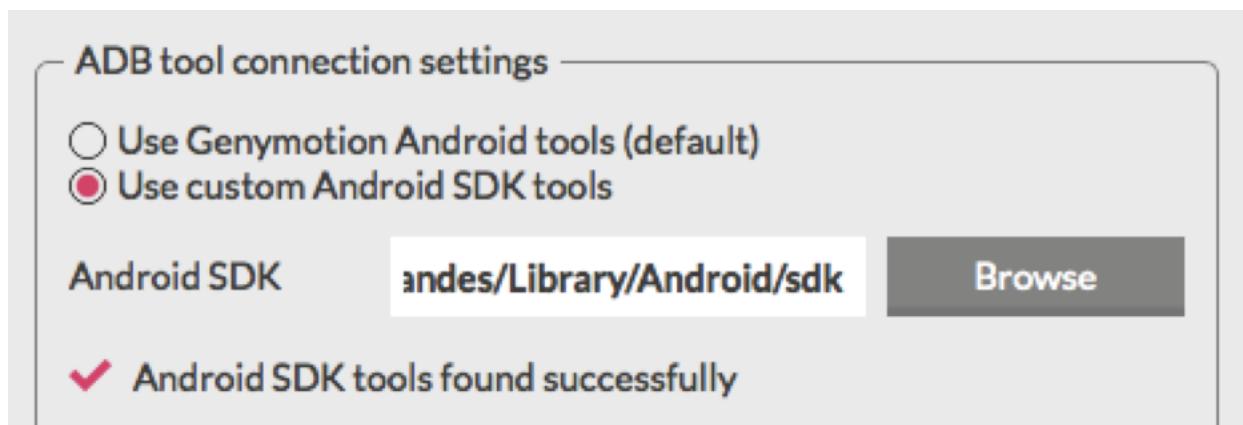 ADB tool connection settings
Use Genymotion Android tools (default)
Use custom Android SDK tools
Android SDK andes/Library/Android/sdk Browse
Android SDK tools found successfully